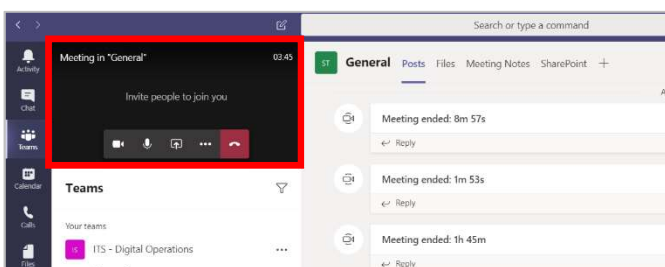 Search or type a command
Activity
Chat
Teams
Calendar
Calls
Files
Meeting in "General"
03.45
Invite people to join you
Teams
Your teams
IS
ITS - Digital Operations
ST
General
Posts
Files
Meeting Notes
SharePoint
A
Meeting ended: 8m 57s
Reply
Meeting ended: 1m 53s
Reply
Meeting ended: 1h 45m
Reply